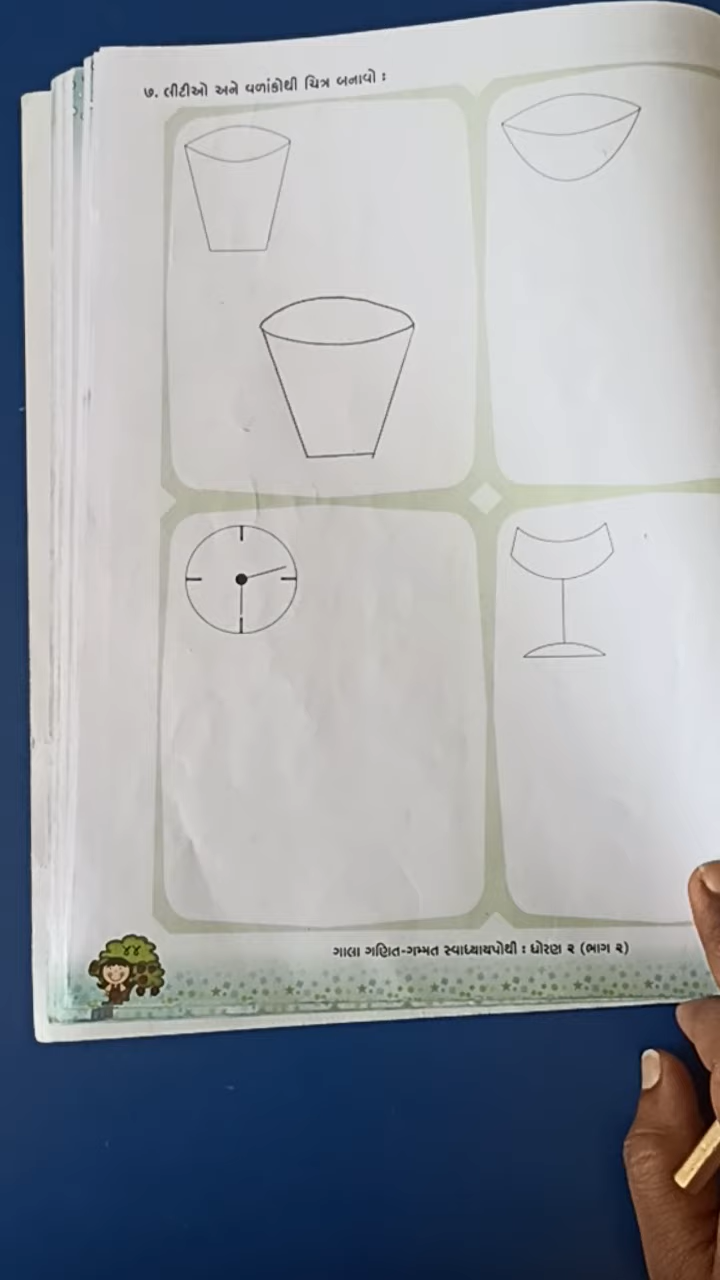 ૭. લીટીઓ અને વળાંકોથી ચિત્ર બનાવો :
૪૪
ગાલા ગણિત-ગમ્મત સ્વાધ્યાયપોથી : ધોરણ ૨ (ભાગ ૨)